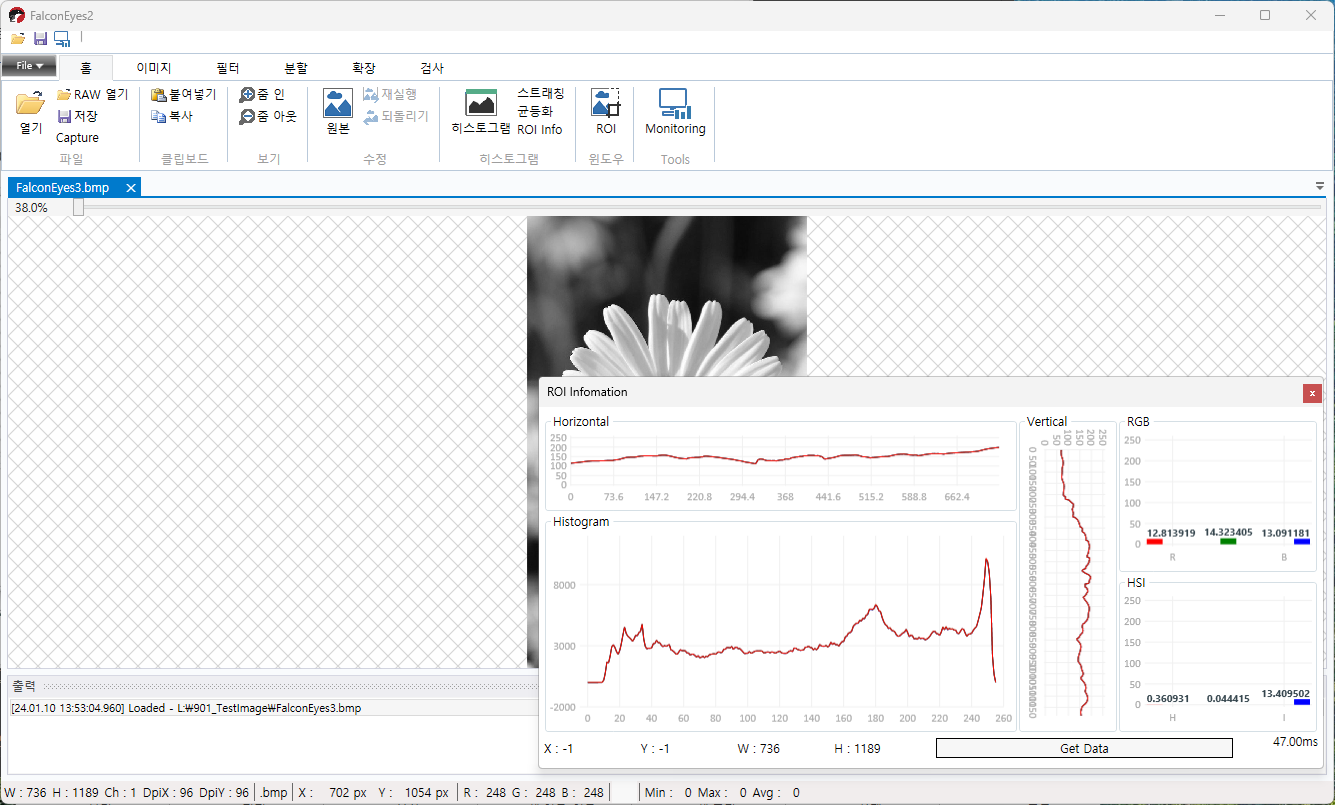 FalconEyes2
File
홈 이미지 필터 분할 확장 검사
열기
RAW 열기
저장
Capture
파일
붙여넣기
복사
클립보드
줌 인
줌 아웃
보기
원본
재실행
되돌리기
수정
히스토그램
스트래칭
균등화
ROI Info
히스토그램
ROI
윈도우
Monitoring
Tools
FalconEyes3.bmp
38.0%
ROI Infomation
Horizontal
250
200
150
100
50
0
0 73.6 147.2 220.8 294.4 368 441.6 515.2 588.8 662.4
Histogram
8000
3000
-2000
0 20 40 60 80 100 120 140 160 180 200 220 240 260
Vertical
0 50 100 150 200 250
RGB
250
200
150
100
50
0
12.813919 14.323405 13.091181
R B
HSI
250
200
150
100
50
0
0.360931 0.044415 13.409502
H I
X : -1 Y : -1 W : 736 H : 1189
Get Data
47.00ms
출력
[24.01.10 13:53:04.960] Loaded - L:₩901_TestImage₩FalconEyes3.bmp
W : 736 H : 1189 Ch : 1 DpiX : 96 DpiY : 96 .bmp X : 702 px Y : 1054 px R : 248 G : 248 B : 248 Min : 0 Max : 0 Avg : 0